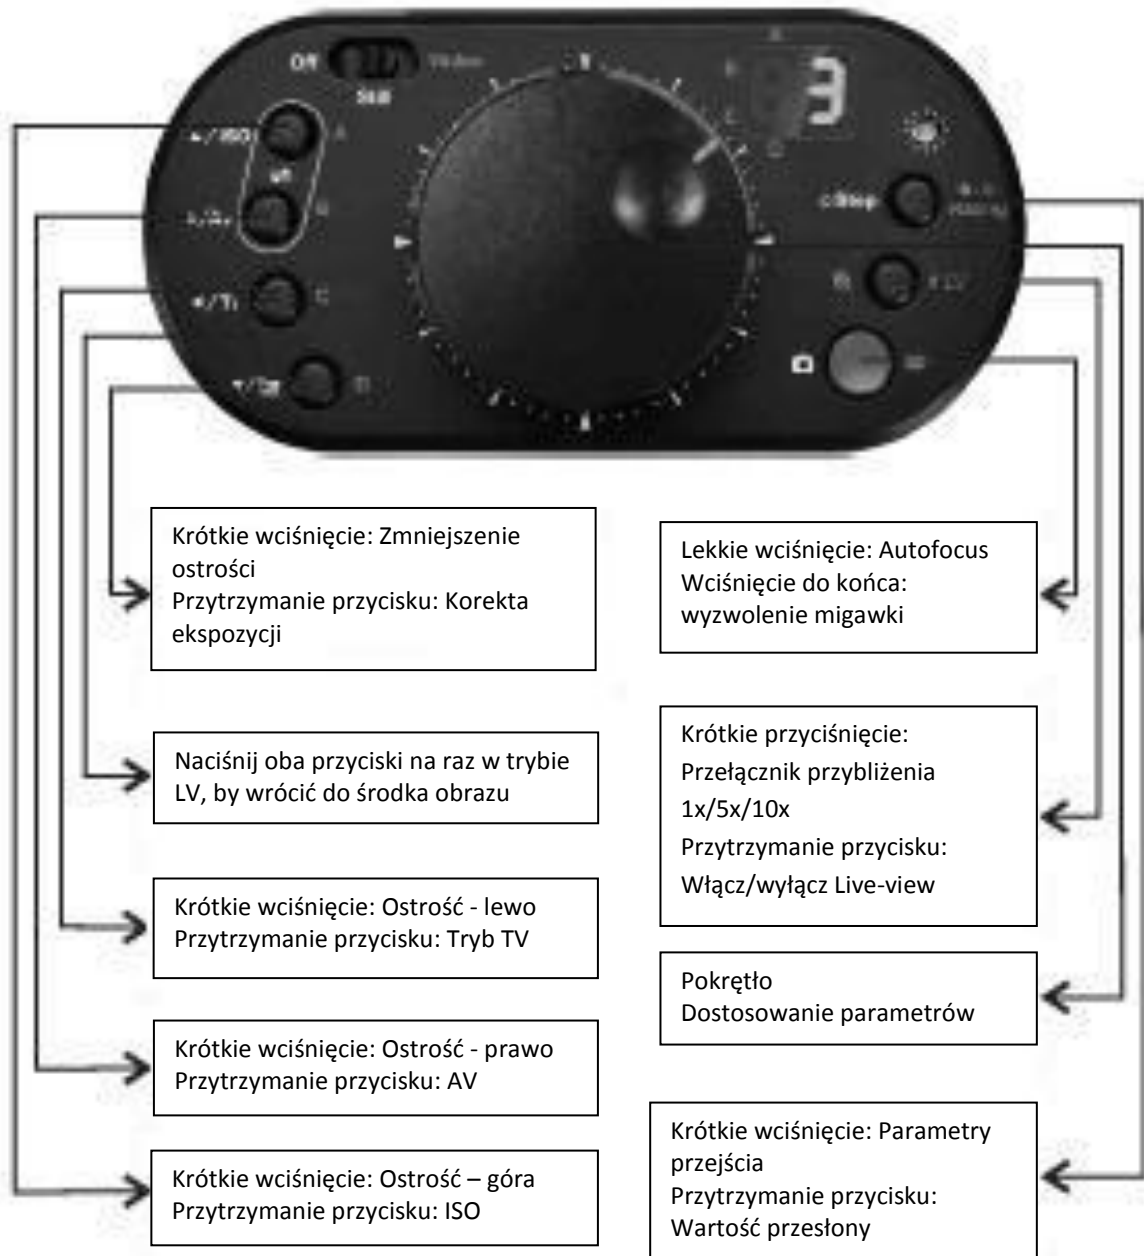 Off
Still
3
A
C
Krótkie wciśnięcie: Zmniejszenie
ostrości
Przytrzymanie przycisku: Korekta
ekspozycji
Naciśnij oba przyciski na raz w trybie
LV, by wrócić do środka obrazu
Krótkie wciśnięcie: Ostrość - lewo
Przytrzymanie przycisku: Tryb TV
Krótkie wciśnięcie: Ostrość - prawo
Przytrzymanie przycisku: AV
Krótkie wciśnięcie: Ostrość – góra
Przytrzymanie przycisku: ISO
Lekkie wciśnięcie: Autofocus
Wciśnięcie do końca:
wyzwolenie migawki
Krótkie przyciśnięcie:
Przełącznik przybliżenia
1x/5x/10x
Przytrzymanie przycisku:
Włącz/wyłącz Live-view
Pokrętło
Dostosowanie parametrów
Krótkie wciśnięcie: Parametry
przejścia
Przytrzymanie przycisku:
Wartość przesłony